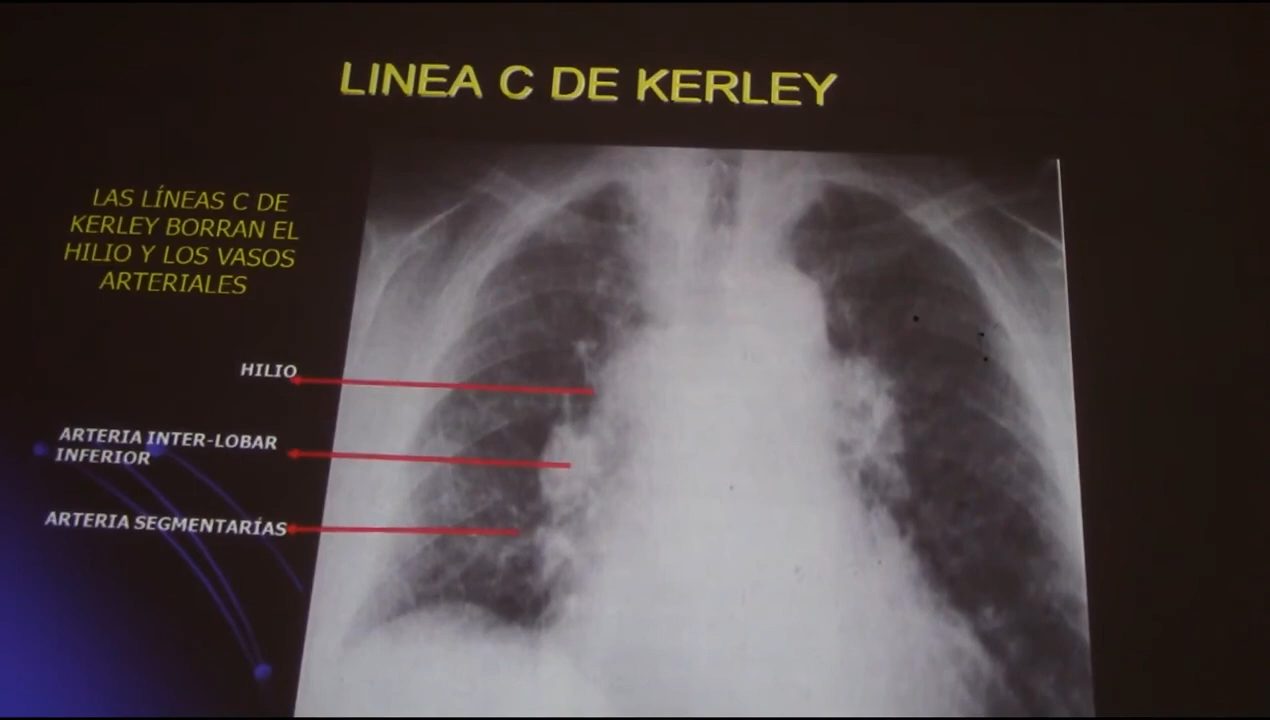 LINEA C DE KERLEY
LAS LÍNEAS C DE
KERLEY BORRAN EL
HILIO Y LOS VASOS
ARTERIALES
HILIO
ARTERIA INTER-LOBAR
INFERIOR
ARTERIA SEGMENTARÍAS